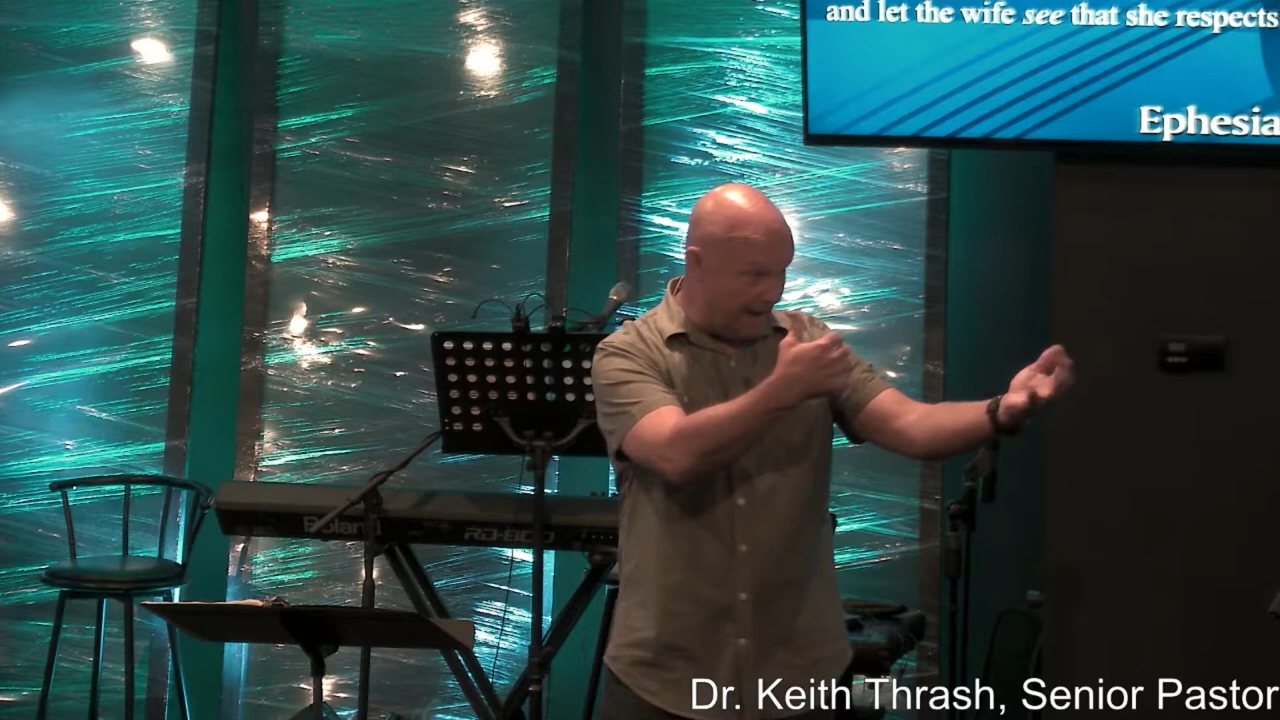 and let the wife see that she respects
Ephesia
Roland
RD-800
Dr. Keith Thrash, Senior Pastor